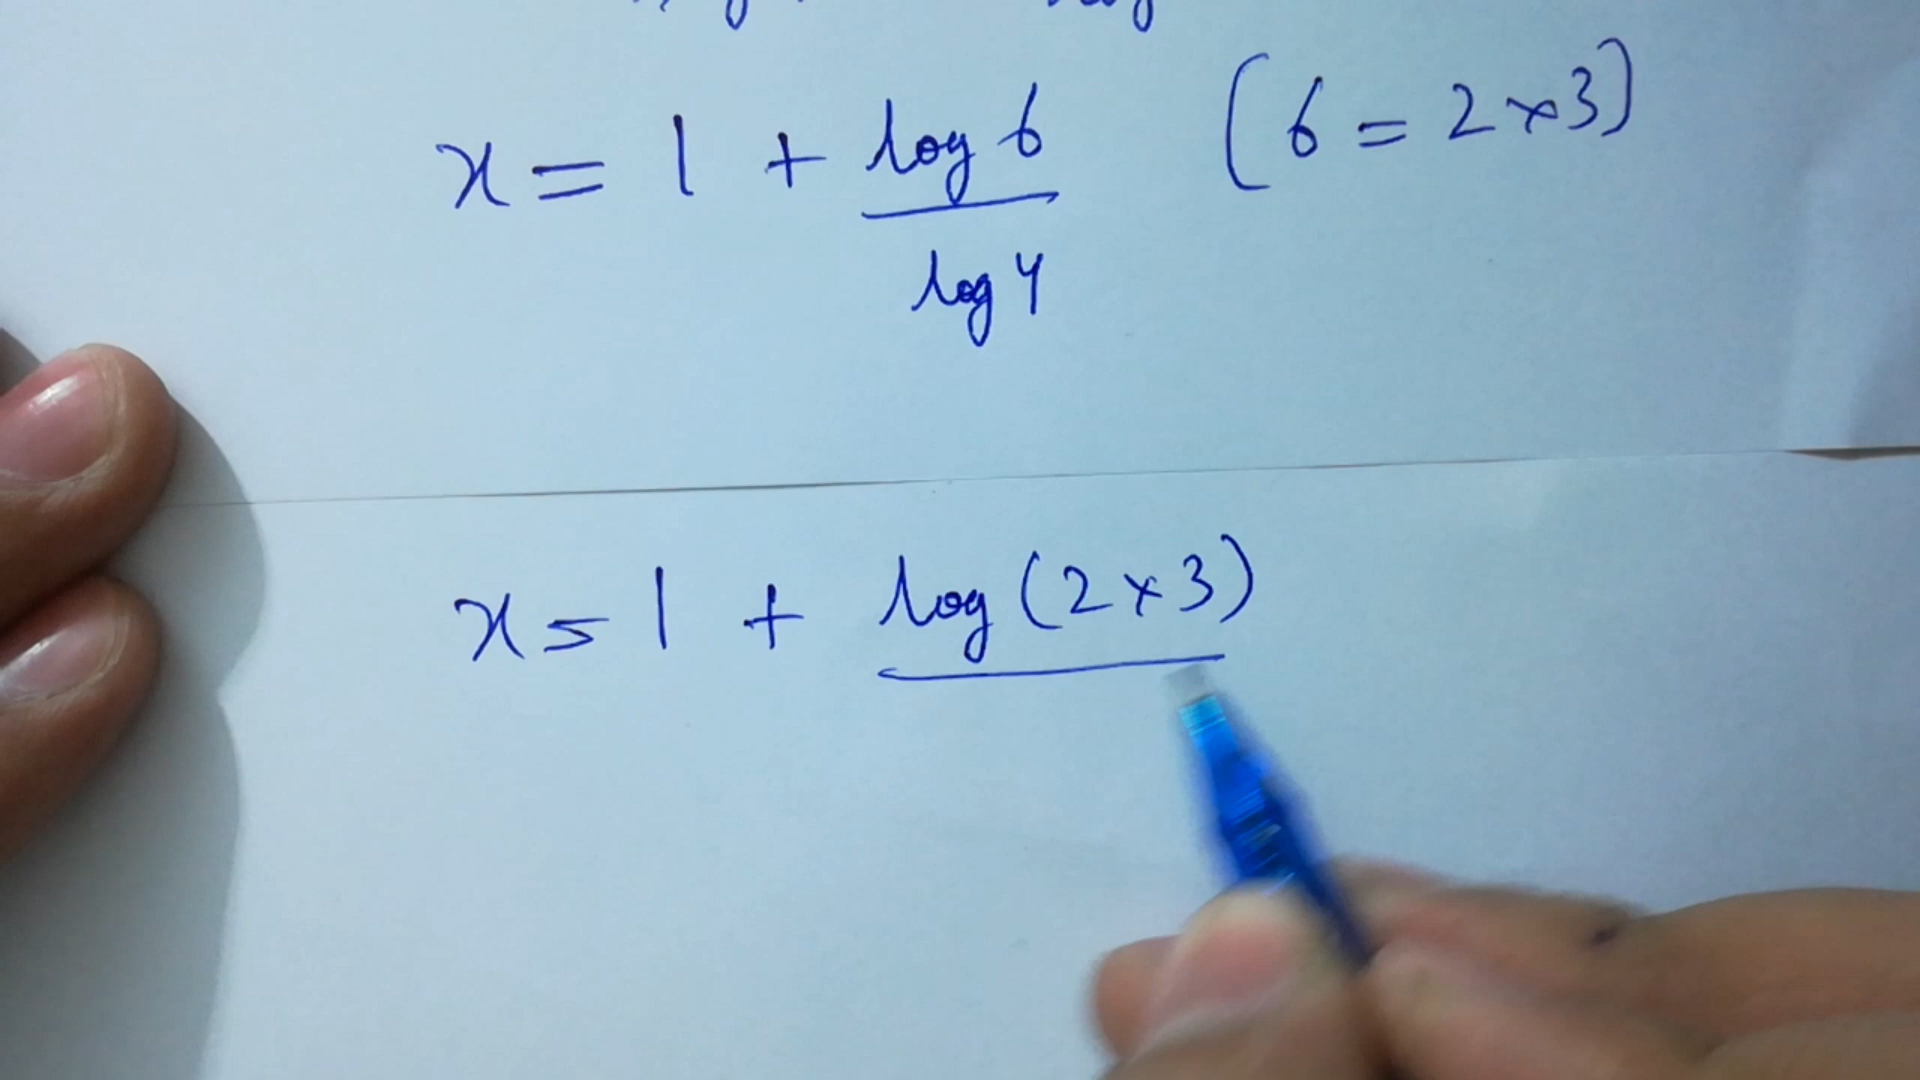 x = 1 + log 6 / log 4 (6 = 2 × 3)
x = 1 + log (2 × 3)